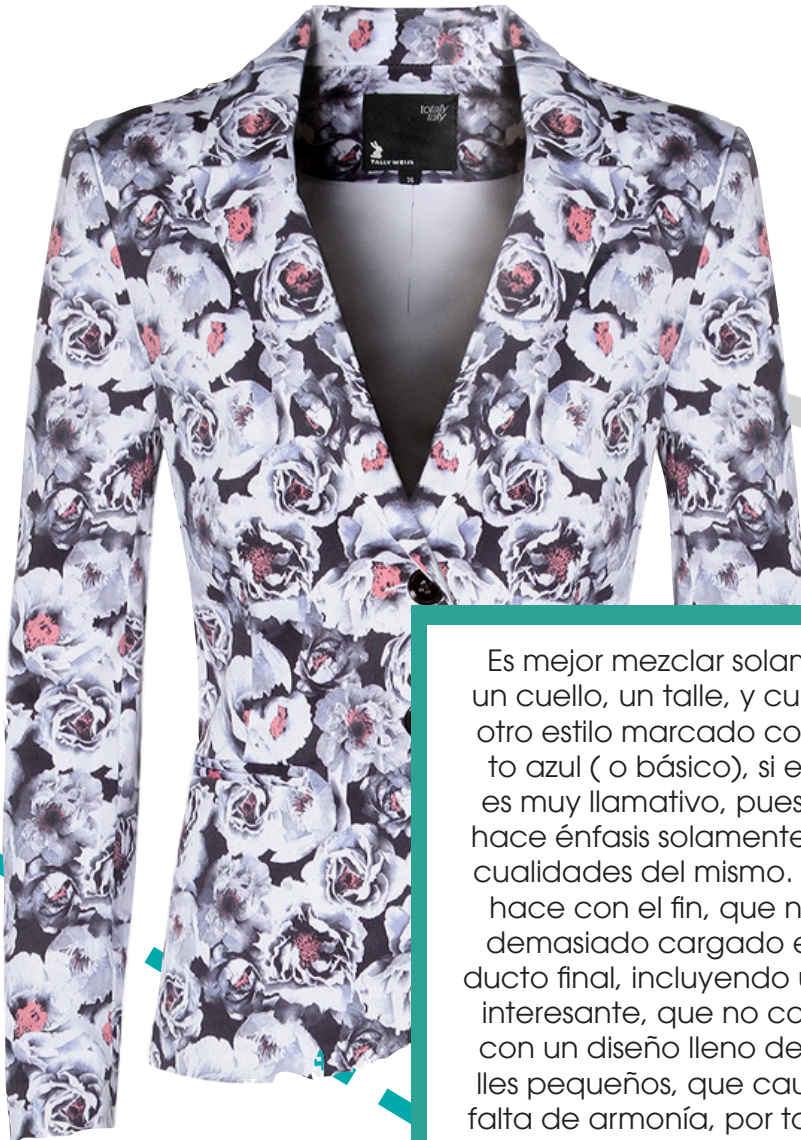 totally
tally
TALLY WEiJL
36
Es mejor mezclar solam
un cuello, un talle, y cu
otro estilo marcado co
to azul ( o básico), si e
es muy llamativo, pues
hace énfasis solamente
cualidades del mismo.
hace con el fin, que n
demasiado cargado e
ducto final, incluyendo u
interesante, que no co
con un diseño lleno de
lles pequeños, que cau
falta de armonía, por to